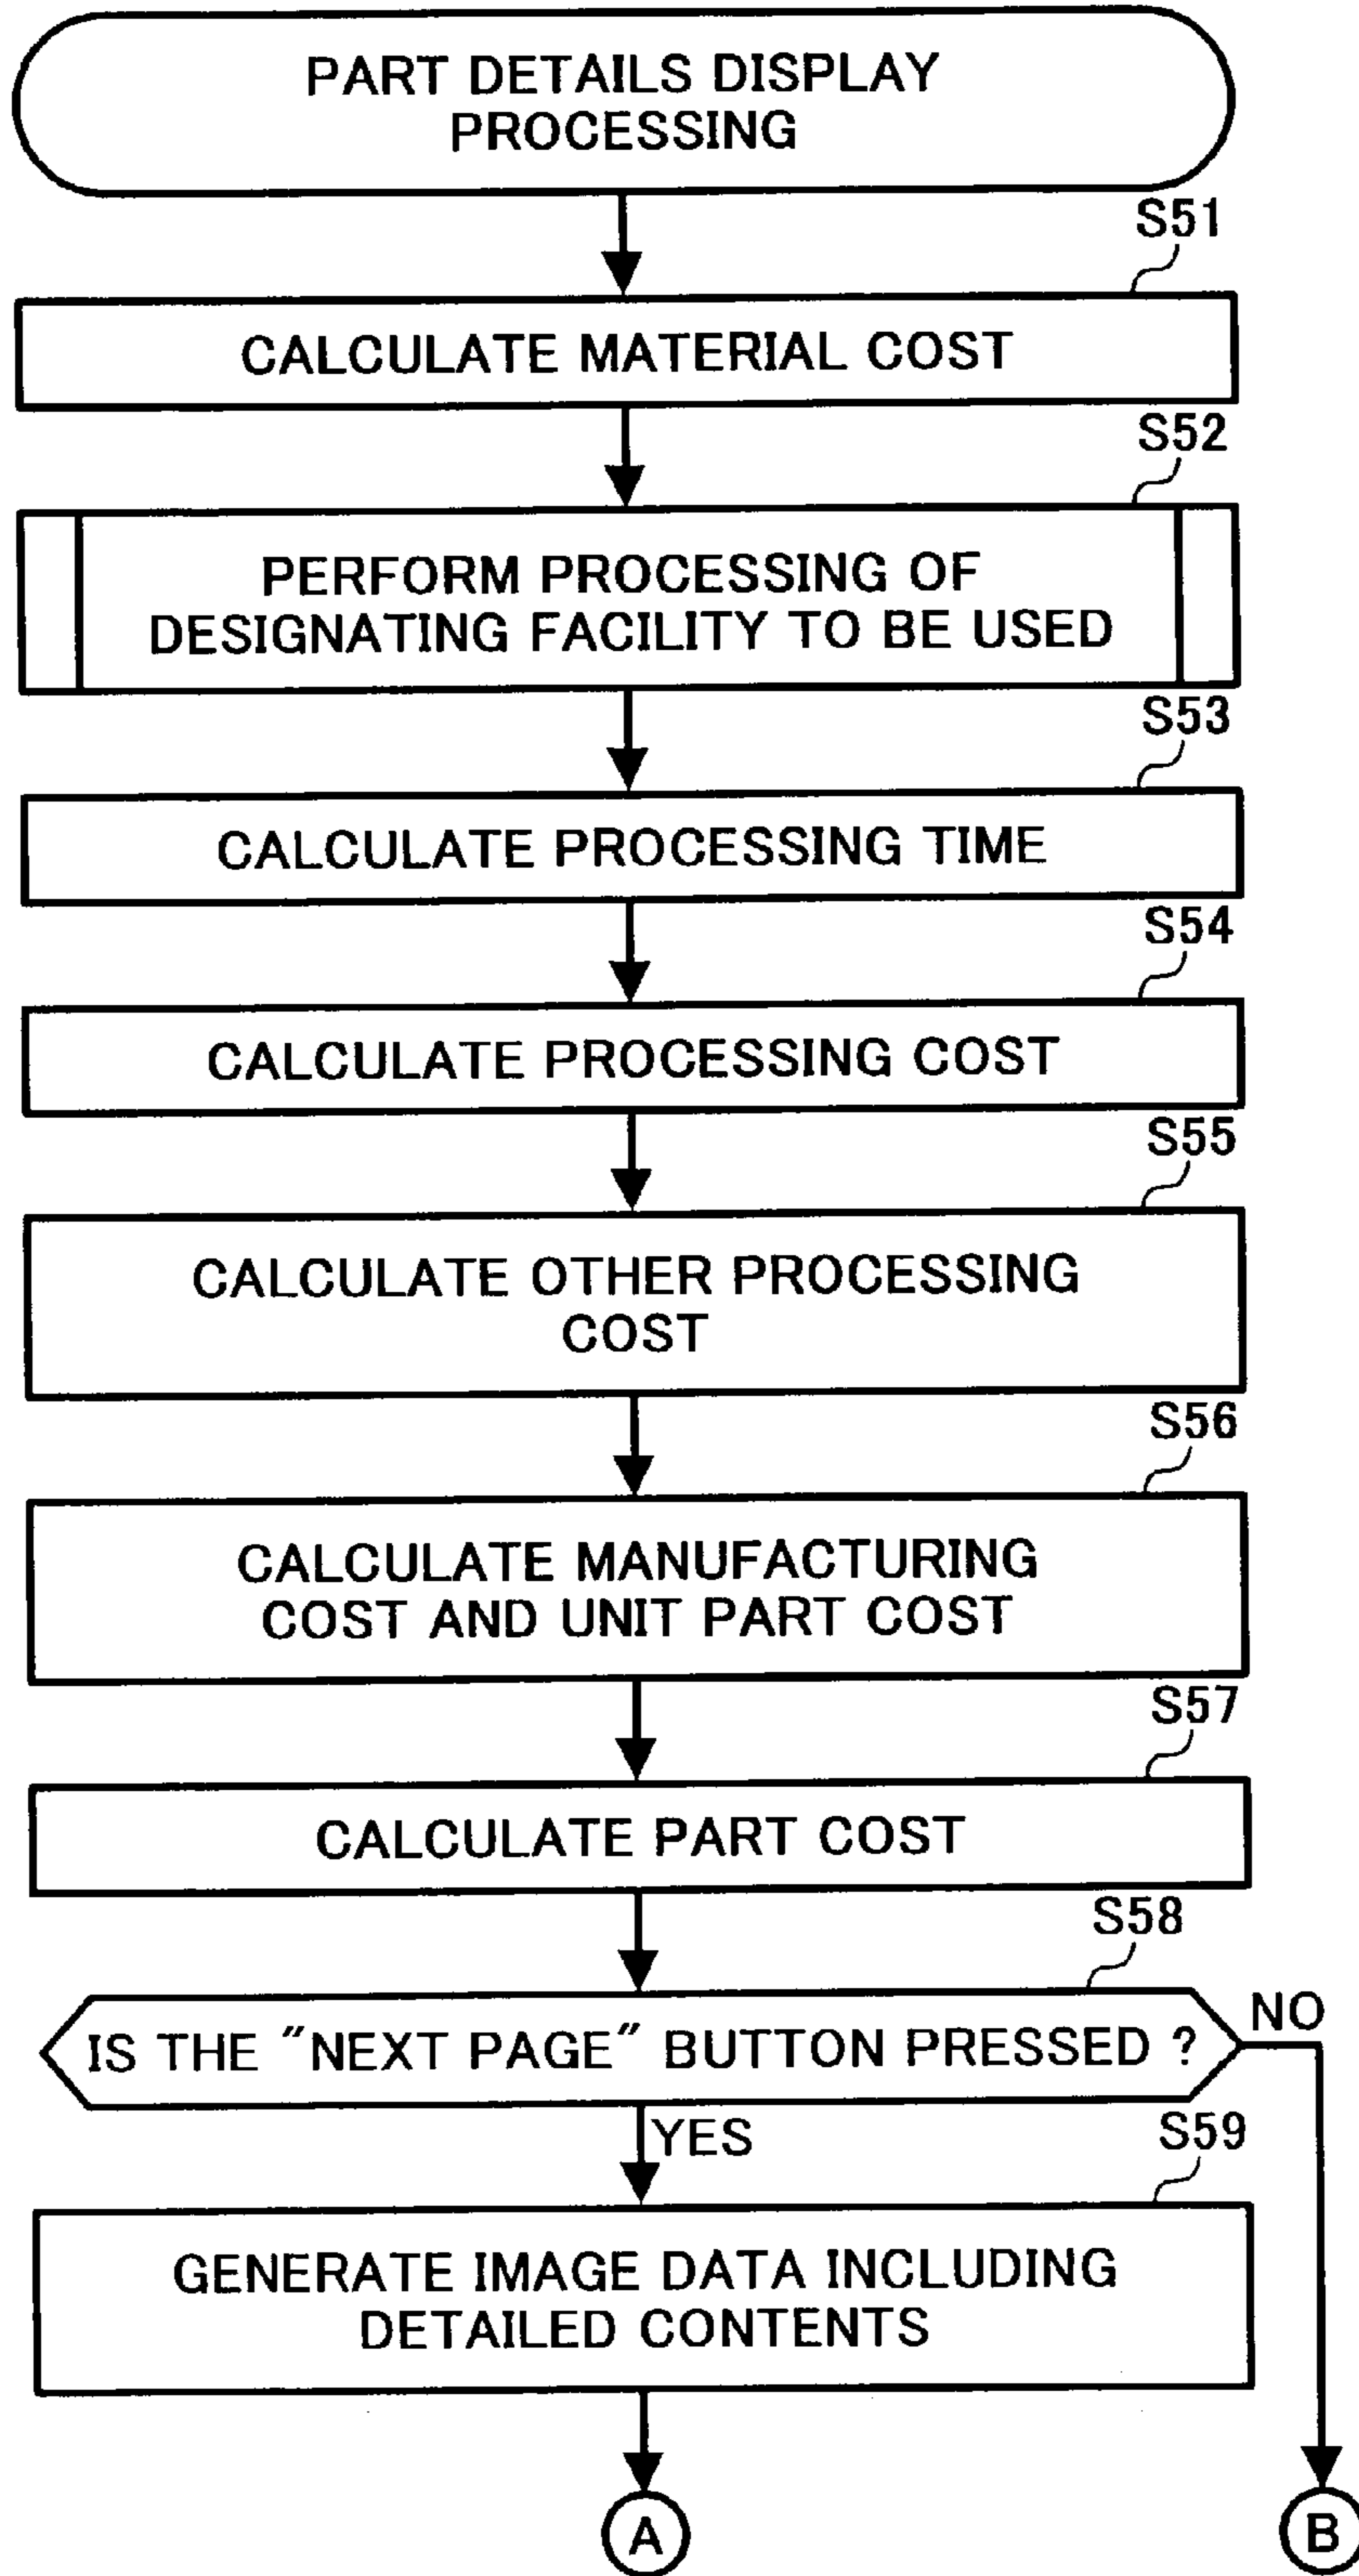 PART DETAILS DISPLAY
PROCESSING
S51
CALCULATE MATERIAL COST
S52
PERFORM PROCESSING OF
DESIGNATING FACILITY TO BE USED
S53
CALCULATE PROCESSING TIME
S54
CALCULATE PROCESSING COST
S55
CALCULATE OTHER PROCESSING
COST
S56
CALCULATE MANUFACTURING
COST AND UNIT PART COST
S57
CALCULATE PART COST
S58
IS THE "NEXT PAGE" BUTTON PRESSED ?
NO
YES
S59
GENERATE IMAGE DATA INCLUDING
DETAILED CONTENTS
A
B